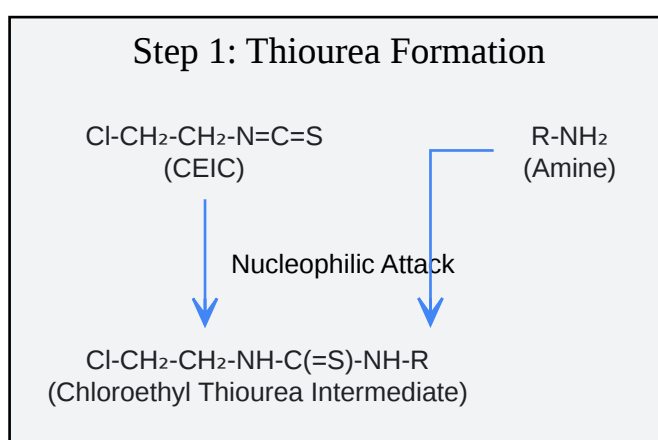 Step 1: Thiourea Formation
Cl-CH₂-CH₂-N=C=S
(CEIC)
R-NH₂
(Amine)
Nucleophilic Attack
Cl-CH₂-CH₂-NH-C(=S)-NH-R
(Chloroethyl Thiourea Intermediate)